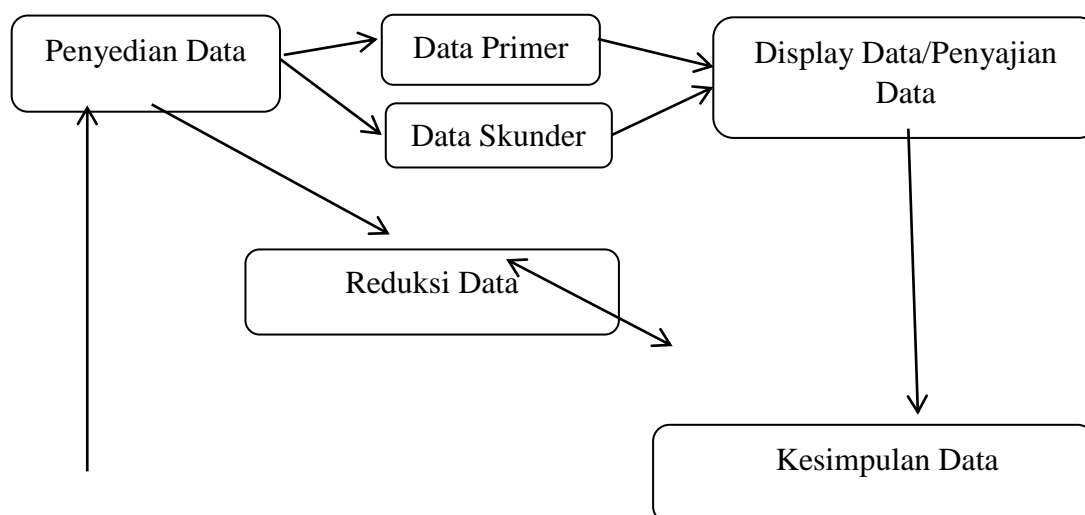 Penyedian Data
Data Primer
Data Skunder
Display Data/Penyajian
Data
Reduksi Data
Kesimpulan Data